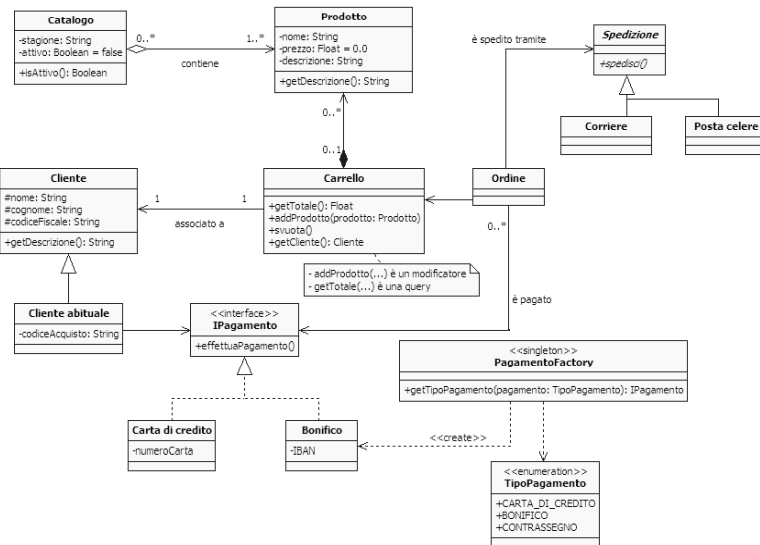 Catalogo
-stagione: String
-attivo: Boolean = false
+isAttivo(): Boolean
0..*
1..*
contiene
Prodotto
-nome: String
-prezzo: Float = 0.0
-descrizione: String
+getDescrizione(): String
è spedito tramite
Spedizione
+spedisci()
Corriere
Posta celere
0..*
0..1
Cliente
#nome: String
#cognome: String
#codiceFiscale: String
+getDescrizione(): String
1
1
associato a
Carrello
+getTotale(): Float
+addProdotto(prodotto: Prodotto)
+svuota()
+getCliente(): Cliente
Ordine
0..*
- addProdotto(...) è un modificatore
- getTotale(...) è una query
è pagato
Cliente abituale
-codiceAcquisto: String
<<interface>>
IPagamento
+effettuaPagamento()
<<singleton>>
PagamentoFactory
+getTipoPagamento(pagamento: TipoPagamento): IPagamento
Carta di credito
-numeroCarta
Bonifico
-IBAN
<<create>>
<<enumeration>>
TipoPagamento
+CARTA_DI_CREDITO
+BONIFICO
+CONTRASSEGNO